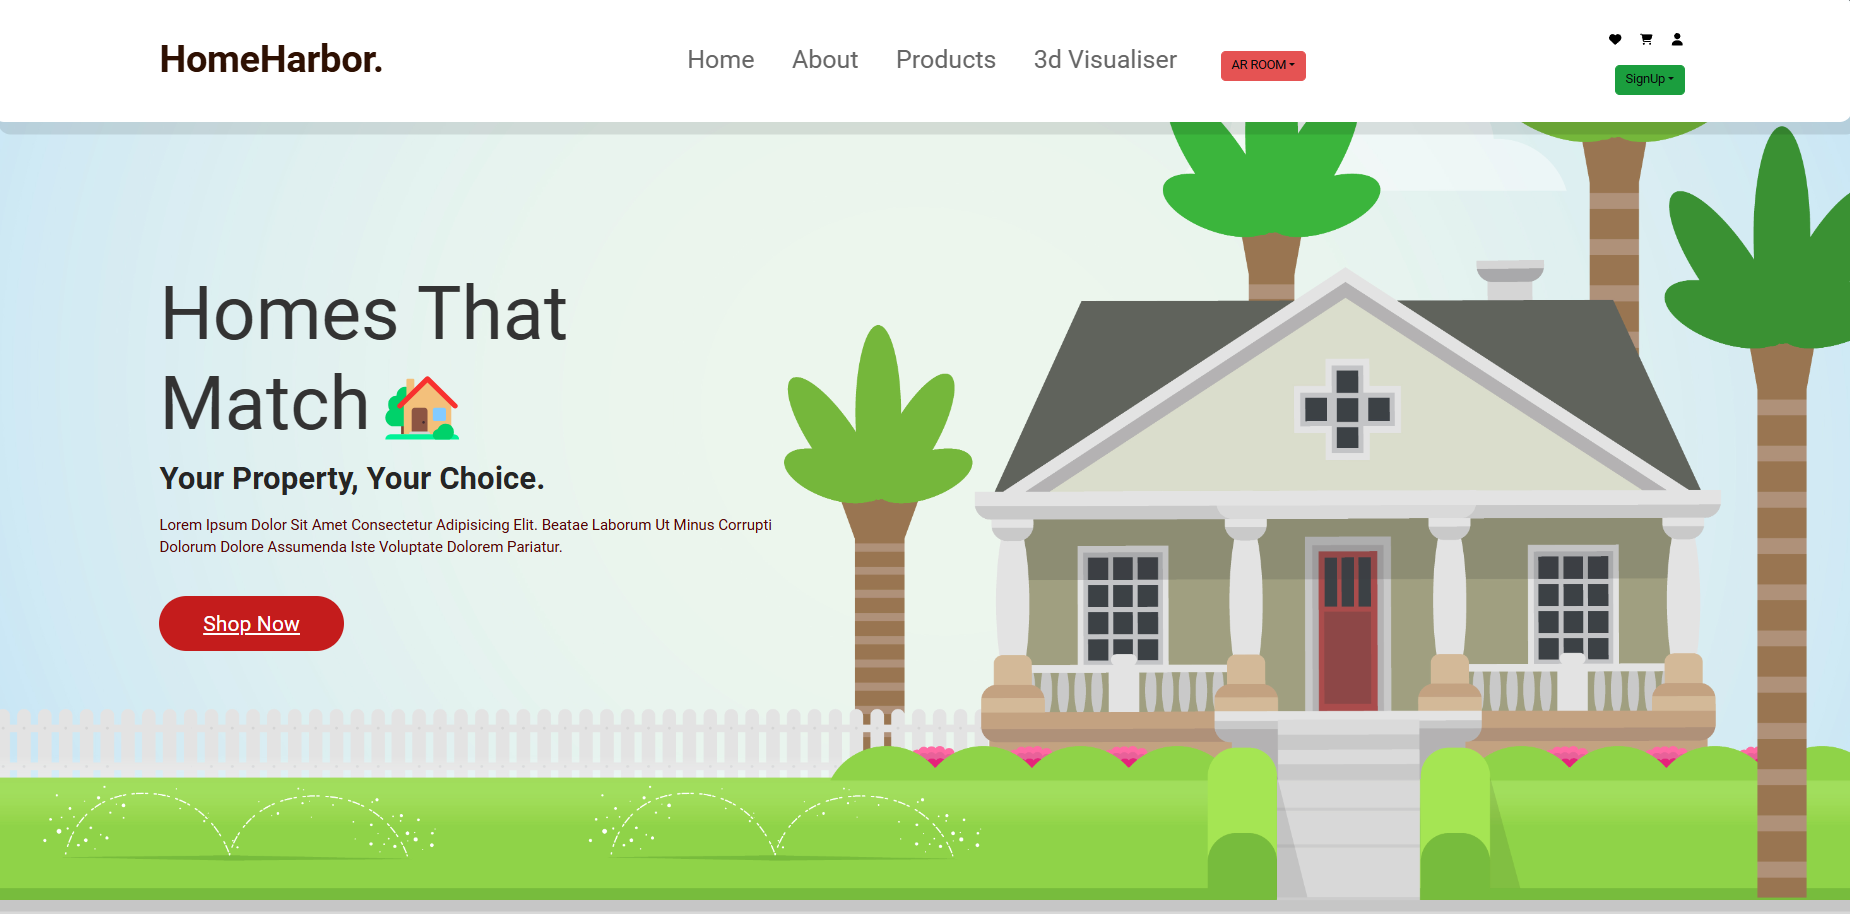 HomeHarbor.
Home About Products 3d Visualiser AR ROOM
SignUp
Homes That
Match
Your Property, Your Choice.
Lorem Ipsum Dolor Sit Amet Consectetur Adipisicing Elit. Beatae Laborum Ut Minus Corrupti
Dolorum Dolore Assumenda Iste Voluptate Dolorem Pariatur.
Shop Now